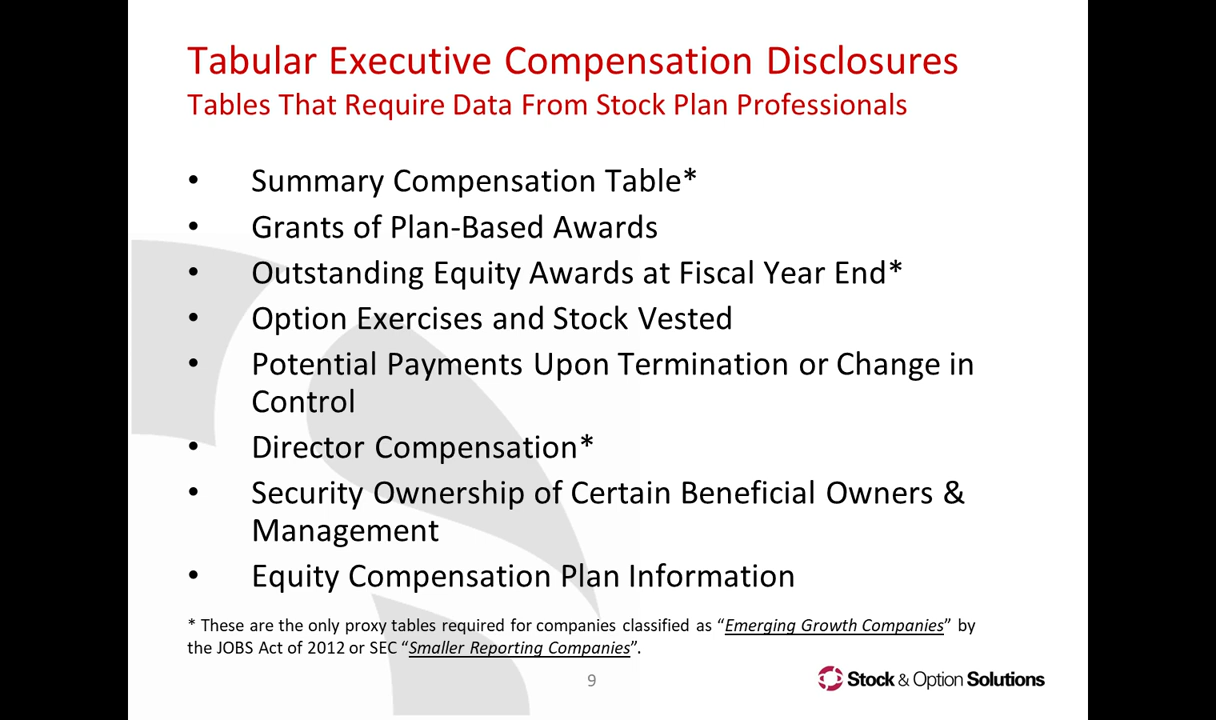 Tabular Executive Compensation Disclosures
Tables That Require Data From Stock Plan Professionals
• Summary Compensation Table*
• Grants of Plan-Based Awards
• Outstanding Equity Awards at Fiscal Year End*
• Option Exercises and Stock Vested
• Potential Payments Upon Termination or Change in
Control
• Director Compensation*
• Security Ownership of Certain Beneficial Owners &
Management
• Equity Compensation Plan Information
* These are the only proxy tables required for companies classified as “Emerging Growth Companies” by
the JOBS Act of 2012 or SEC “Smaller Reporting Companies”.
9
Stock & Option Solutions